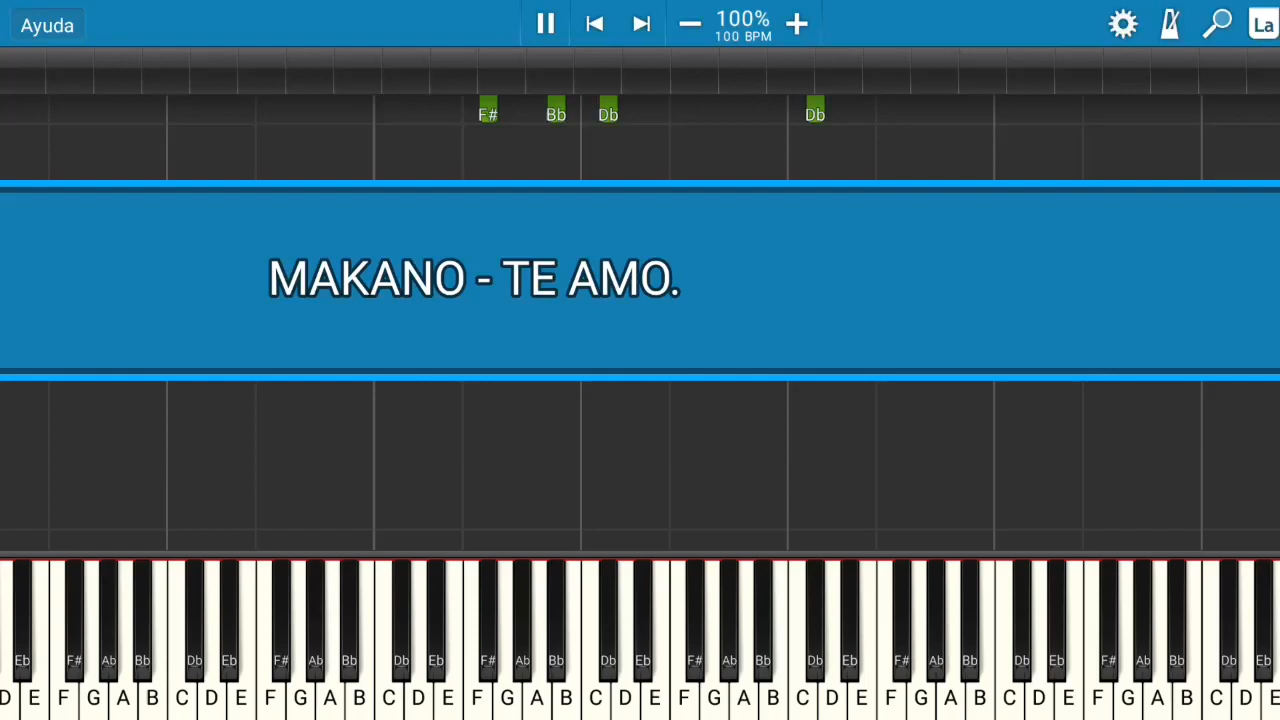 Ayuda
100%
100 BPM
La
F# Bb Db Db
MAKANO - TE AMO.
Eb F# Ab Bb Db Eb F# Ab Bb Db Eb F# Ab Bb Db Eb F# Ab Bb Db Eb F# Ab Bb Db Eb F# Ab Bb Db Eb
D E F G A B C D E F G A B C D E F G A B C D E F G A B C D E F G A B C D E F G A B C D E